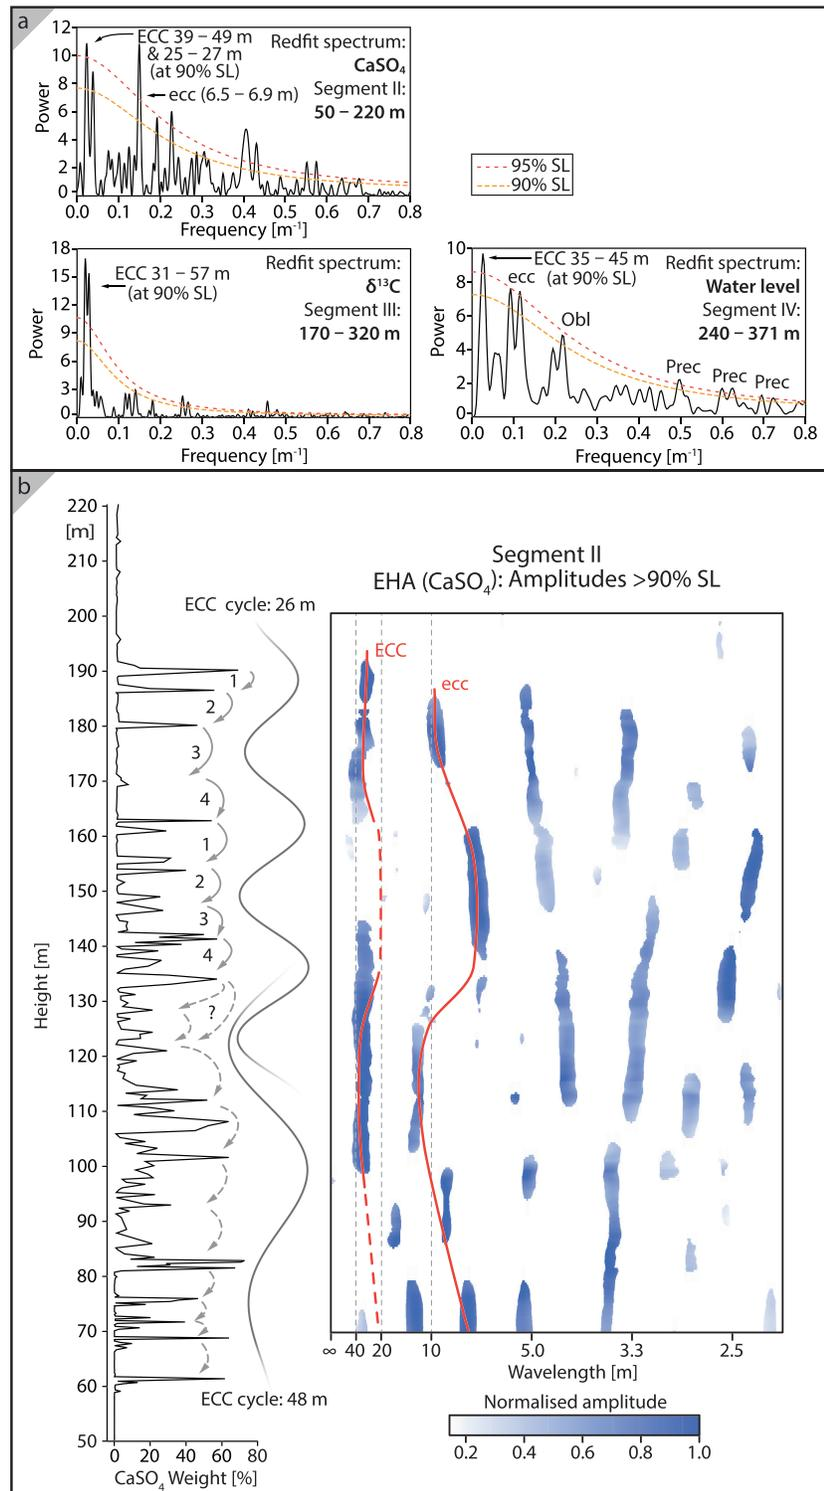 a
12
10
8
6
4
2
0
Power
ECC 39 – 49 m
& 25 – 27 m
(at 90% SL)
ecc (6.5 – 6.9 m)
Redfit spectrum:
CaSO₄
Segment II:
50 – 220 m
0.0 0.1 0.2 0.3 0.4 0.5 0.6 0.7 0.8
Frequency [m⁻¹]
95% SL
90% SL
18
15
12
9
6
3
0
Power
ECC 31 – 57 m
(at 90% SL)
Redfit spectrum:
δ¹³C
Segment III:
170 – 320 m
0.0 0.1 0.2 0.3 0.4 0.5 0.6 0.7 0.8
Frequency [m⁻¹]
10
8
6
4
2
0
Power
ECC 35 – 45 m
(at 90% SL)
ecc
Obl
Prec
Prec
Prec
Redfit spectrum:
Water level
Segment IV:
240 – 371 m
0.0 0.1 0.2 0.3 0.4 0.5 0.6 0.7 0.8
Frequency [m⁻¹]
b
220
[m]
210
200
190
180
170
160
150
140
130
120
110
100
90
80
70
60
50
Height [m]
ECC cycle: 26 m
1
2
3
4
1
2
3
4
?
ECC cycle: 48 m
0 20 40 60 80
CaSO₄ Weight [%]
Segment II
EHA (CaSO₄): Amplitudes >90% SL
ECC
ecc
∞ 40 20 10 5.0 3.3 2.5
Wavelength [m]
Normalised amplitude
0.2 0.4 0.6 0.8 1.0